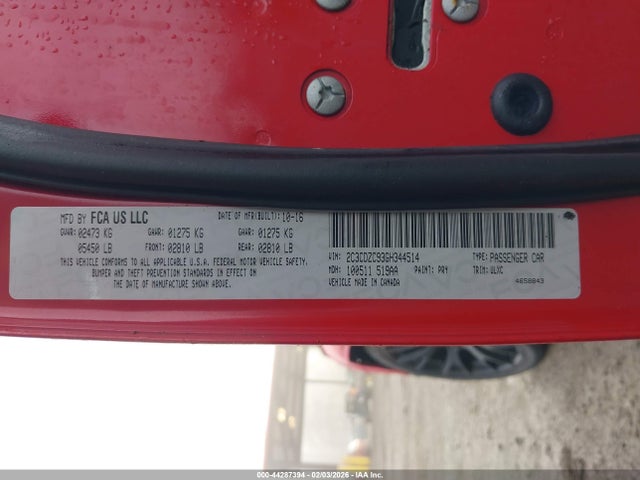 MFD BY FCA US LLC
DATE OF MFR(BUILT): 10-16
GVWR: 02473 KG GAWR: 01275 KG GAWR: 01275 KG
05450 LB FRONT: 02810 LB REAR: 02810 LB
THIS VEHICLE CONFORMS TO ALL APPLICABLE U.S.A. FEDERAL MOTOR VEHICLE SAFETY,
BUMPER AND THEFT PREVENTION STANDARDS IN EFFECT ON
THE DATE OF MANUFACTURE SHOWN ABOVE.
VIN: 2C3CDZC93GH344514 TYPE: PASSENGER CAR
MDH: 100511 519AA PAINT: PRY TRIM: ULXC
VEHICLE MADE IN CANADA
4658843
000-44287394 - 02/03/2026 - IAA Inc.